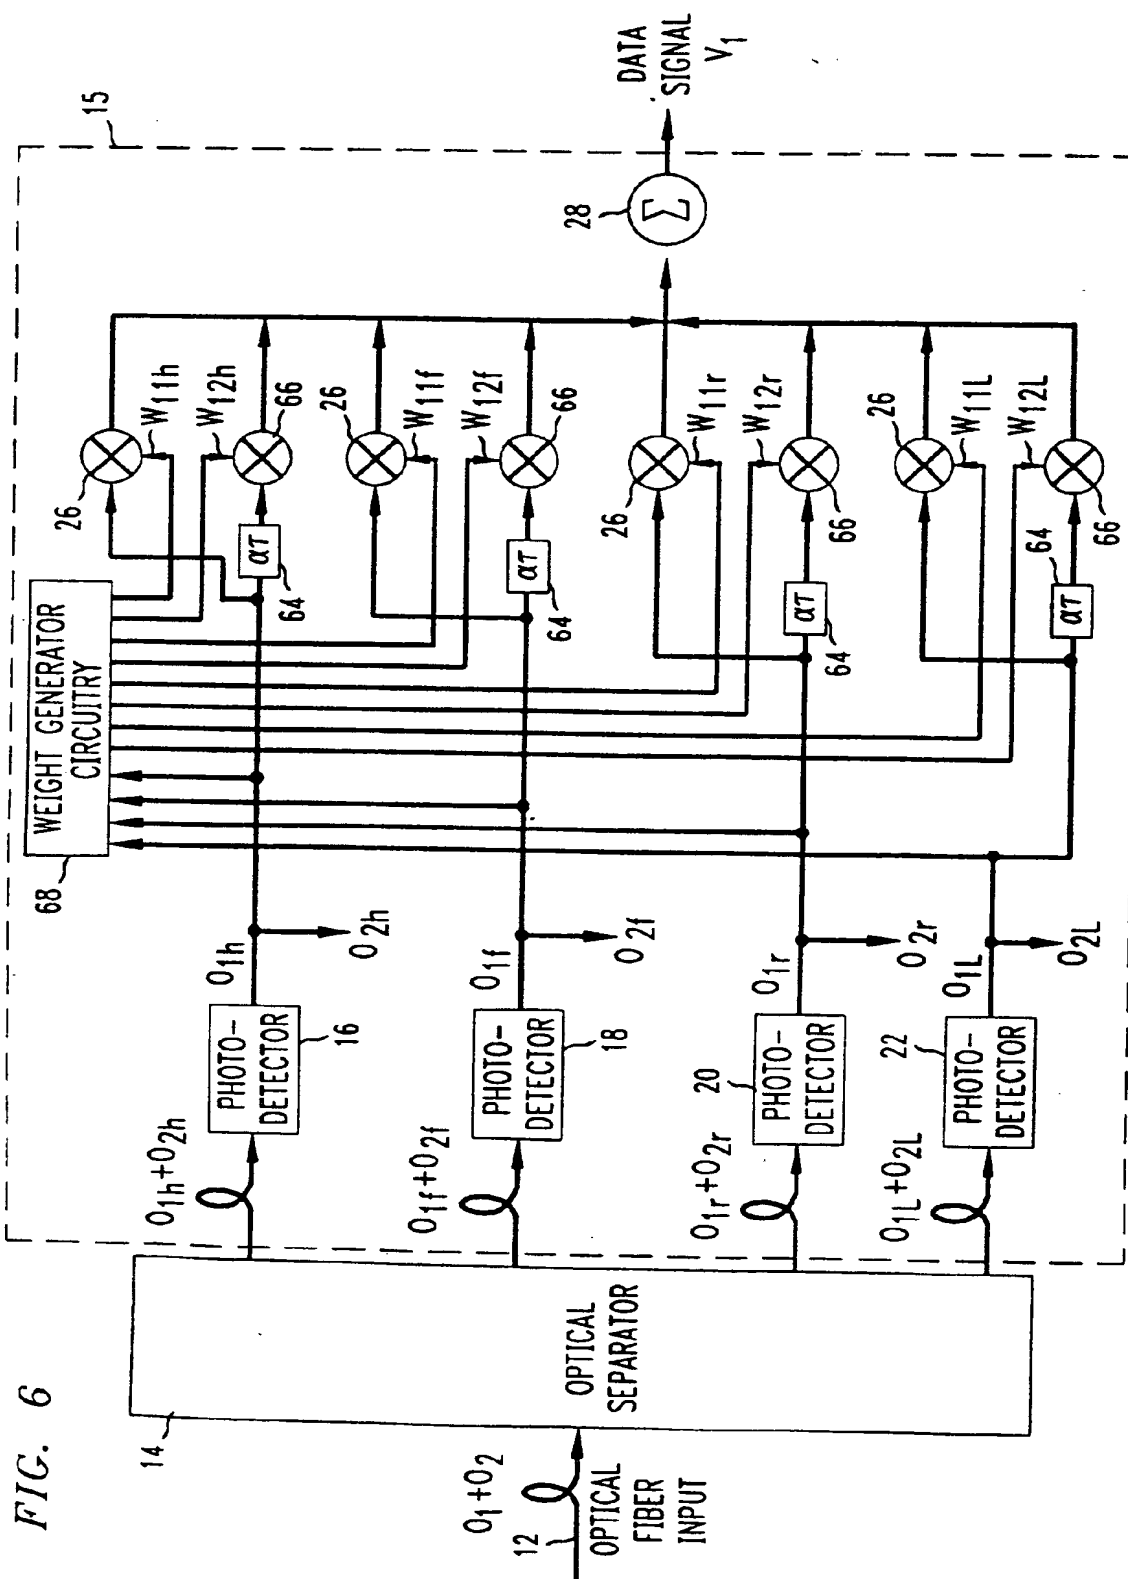 FIG. 6
15
68
WEIGHT GENERATOR
CIRCUITRY
26
W11h
W12h
66
αT
64
26
W11f
W12f
66
αT
64
26
W11r
W12r
66
αT
64
26
W11L
W12L
66
αT
64
28
Σ
DATA
SIGNAL
V1
O1h+O2h
PHOTO-
DETECTOR
16
O1h
O2h
O1f+O2f
PHOTO-
DETECTOR
18
O1f
O2f
O1r+O2r
PHOTO-
DETECTOR
20
O1r
O2r
O1L+O2L
PHOTO-
DETECTOR
22
O1L
O2L
14
OPTICAL
SEPARATOR
O1+O2
12
OPTICAL
FIBER
INPUT